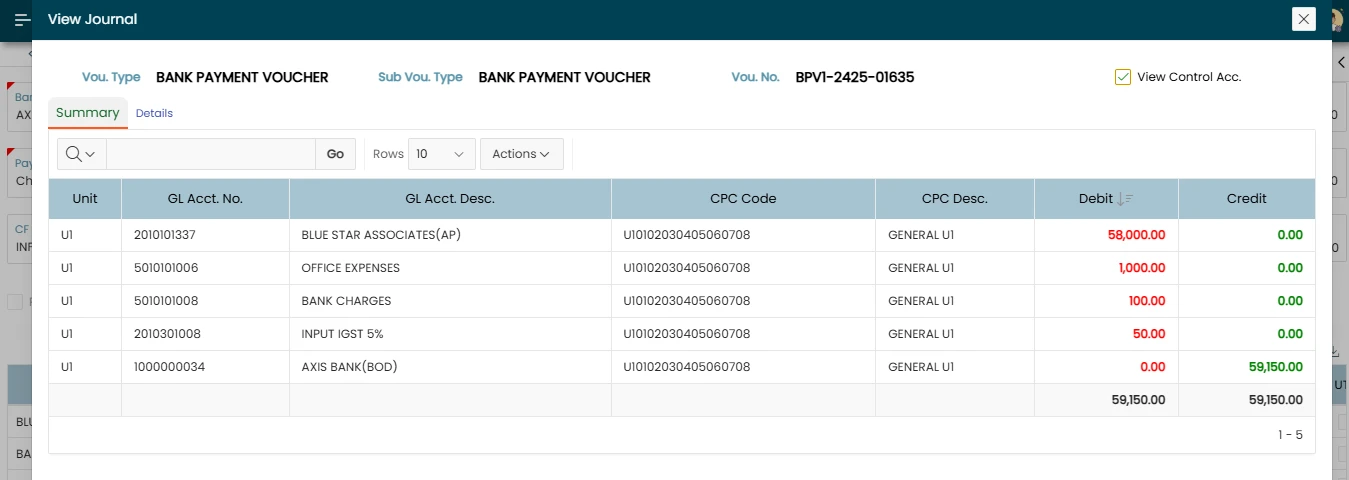 View Journal
Vou. Type BANK PAYMENT VOUCHER Sub Vou. Type BANK PAYMENT VOUCHER Vou. No. BPV1-2425-01635 View Control Acc.
Summary Details
Go Rows 10 Actions
Unit GL Acct. No. GL Acct. Desc. CPC Code CPC Desc. Debit Credit
U1 2010101337 BLUE STAR ASSOCIATES(AP) U10102030405060708 GENERAL U1 58,000.00 0.00
U1 5010101006 OFFICE EXPENSES U10102030405060708 GENERAL U1 1,000.00 0.00
U1 5010101008 BANK CHARGES U10102030405060708 GENERAL U1 100.00 0.00
U1 2010301008 INPUT IGST 5% U10102030405060708 GENERAL U1 50.00 0.00
U1 1000000034 AXIS BANK(BOD) U10102030405060708 GENERAL U1 0.00 59,150.00
59,150.00 59,150.00
1 - 5